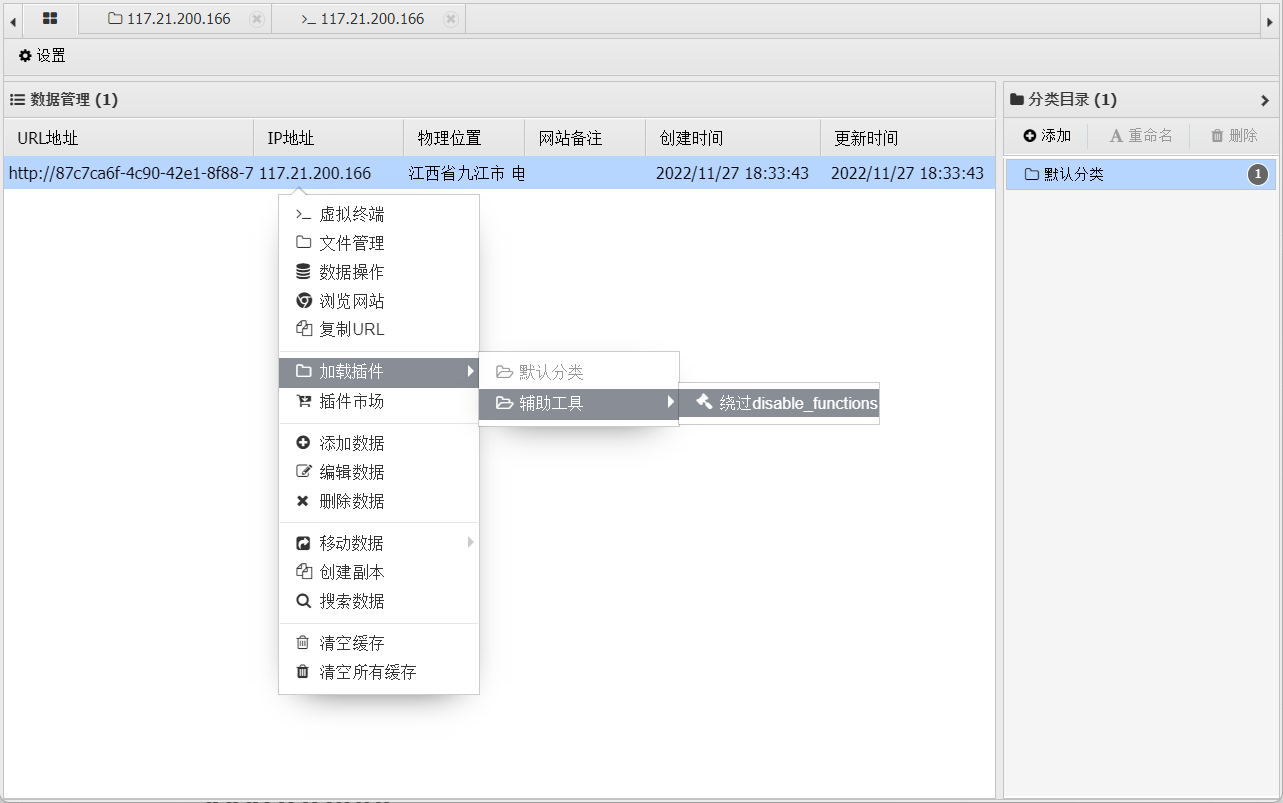 117.21.200.166
117.21.200.166
设置
数据管理 (1)
分类目录 (1)
URL地址
IP地址
物理位置
网站备注
创建时间
更新时间
添加
重命名
删除
http://87c7ca6f-4c90-42e1-8f88-7
117.21.200.166
江西省九江市 电
2022/11/27 18:33:43
2022/11/27 18:33:43
默认分类
1
虚拟终端
文件管理
数据操作
浏览网站
复制URL
加载插件
默认分类
插件市场
辅助工具
绕过disable_functions
添加数据
编辑数据
删除数据
移动数据
创建副本
搜索数据
清空缓存
清空所有缓存